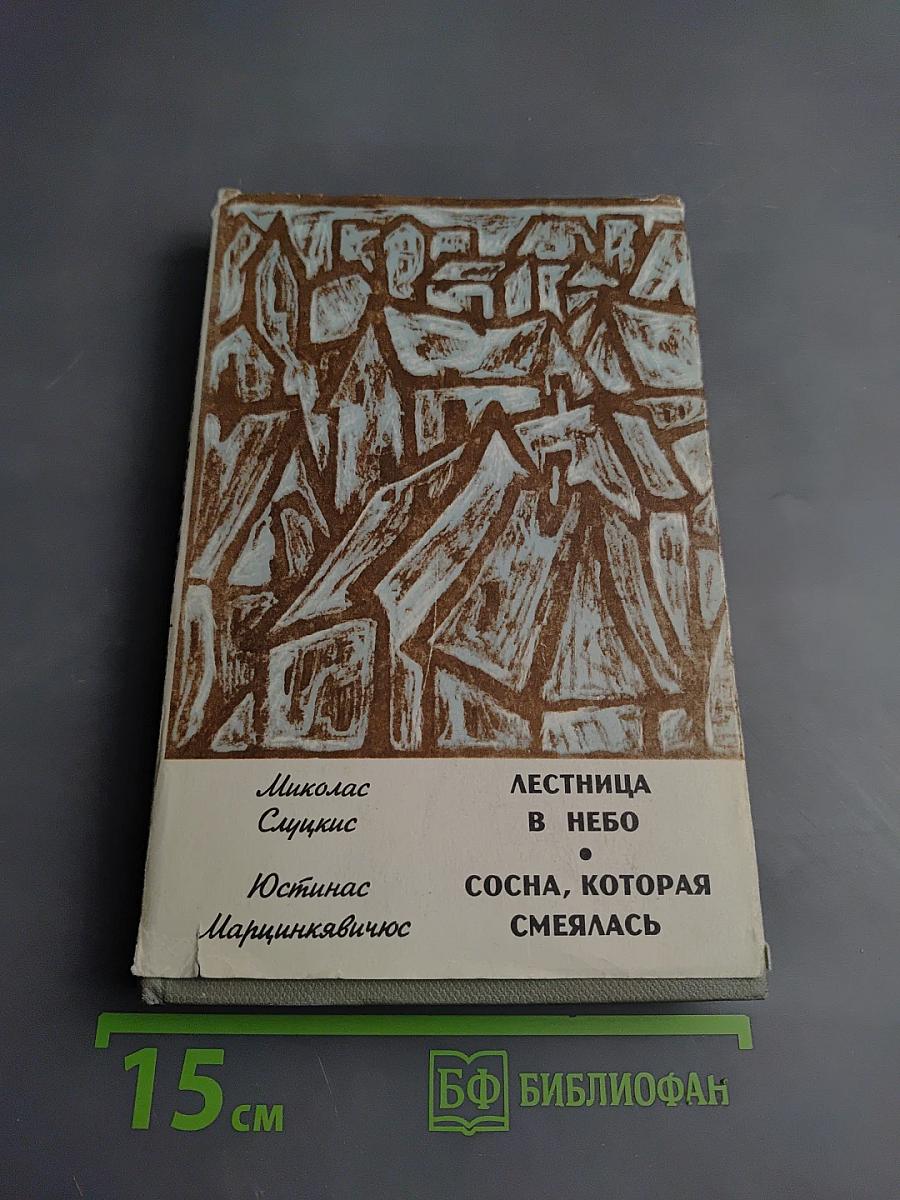 Миколас
Слуцкис
ЛЕСТНИЦА
В НЕБО
•
Юстинас
Марцинкявичюс
СОСНА, КОТОРАЯ
СМЕЯЛАСЬ
15 СМ
БФ БИБЛИОФАН